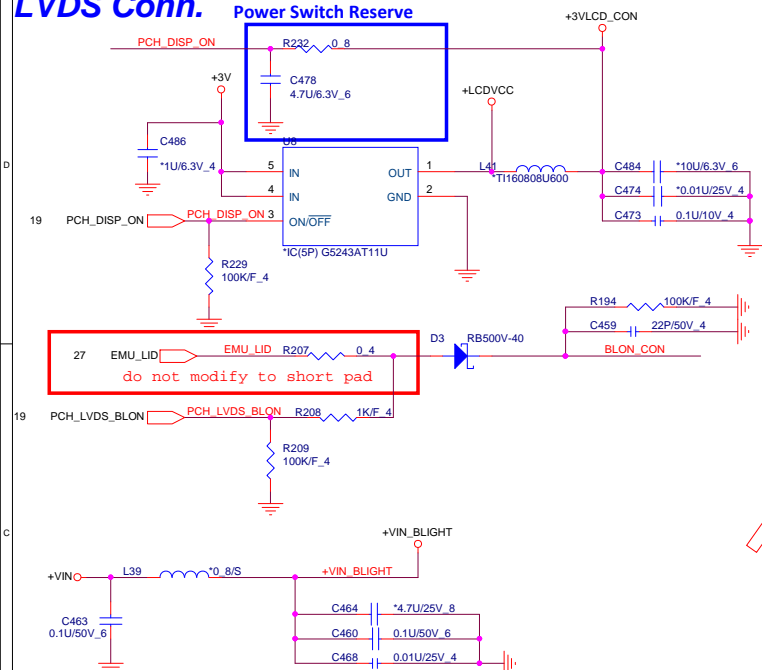 LVDS Conn.
Power Switch Reserve
+3VLCD_CON
PCH_DISP_ON
R232
0_8
+3V
C478
4.7U/6.3V_6
+LCDVCC
C486
*1U/6.3V_4
U8
5
IN
OUT
1
L41
*TI160808U600
C484
*10U/6.3V_6
D
4
IN
GND
2
C474
*0.01U/25V_4
19
PCH_DISP_ON
PCH_DISP_ON
3
ON/OFF
C473
0.1U/10V_4
*IC(5P) G5243AT11U
R229
100K/F_4
R194
100K/F_4
C459
22P/50V_4
D3
RB500V-40
27
EMU_LID
EMU_LID
R207
0_4
BLON_CON
do not modify to short pad
19
PCH_LVDS_BLON
PCH_LVDS_BLON
R208
1K/F_4
R209
100K/F_4
C
+VIN_BLIGHT
+VIN
L39
*0_8/S
+VIN_BLIGHT
C463
0.1U/50V_6
C464
*4.7U/25V_8
C460
0.1U/50V_6
C468
0.01U/25V_4